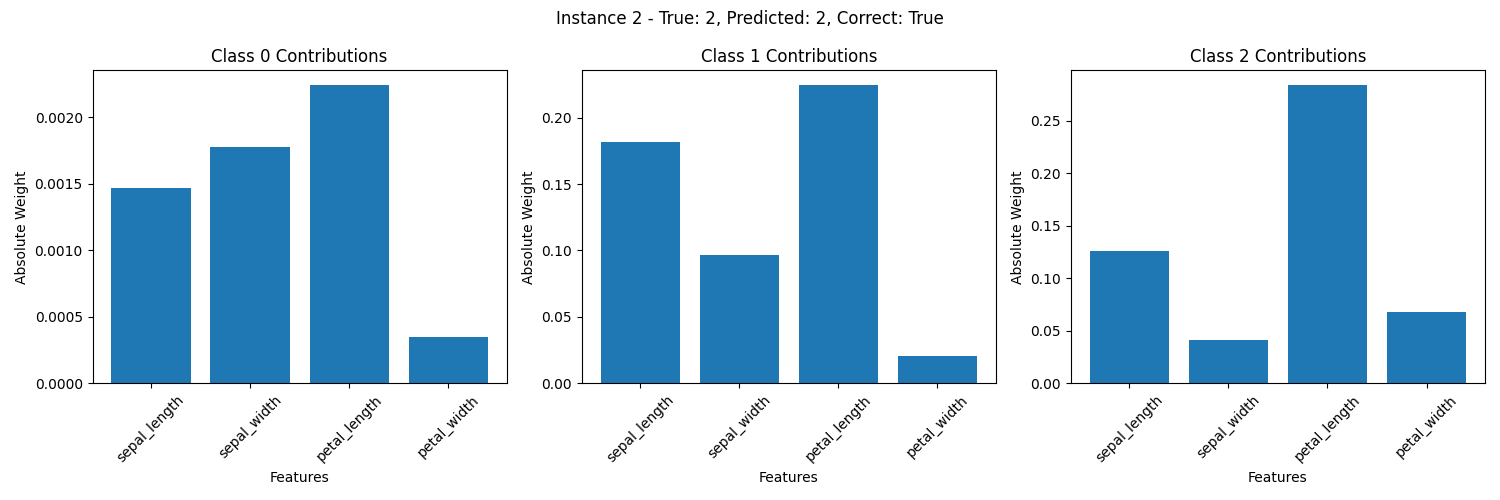 Instance 2 - True: 2, Predicted: 2, Correct: True
Class 0 Contributions
Absolute Weight
0.0020
0.0015
0.0010
0.0005
0.0000
sepal_length
sepal_width
petal_length
petal_width
Features
Class 1 Contributions
Absolute Weight
0.20
0.15
0.10
0.05
0.00
sepal_length
sepal_width
petal_length
petal_width
Features
Class 2 Contributions
Absolute Weight
0.25
0.20
0.15
0.10
0.05
0.00
sepal_length
sepal_width
petal_length
petal_width
Features